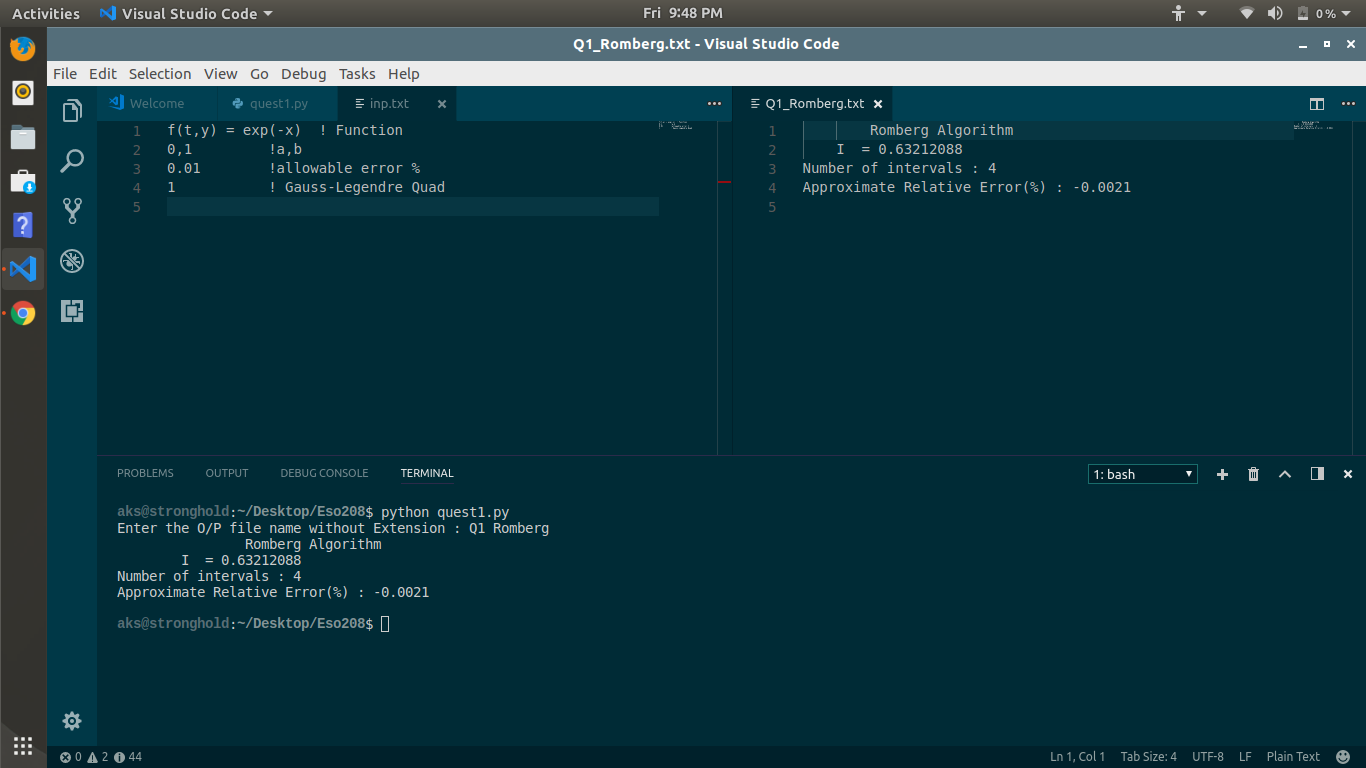 Activities Visual Studio Code Fri 9:48 PM 0%
Q1_Romberg.txt - Visual Studio Code
File Edit Selection View Go Debug Tasks Help
Welcome quest1.py inp.txt
1 f(t,y) = exp(-x)  ! Function
2 0,1         !a,b
3 0.01        !allowable error %
4 1           ! Gauss-Legendre Quad
5
Q1_Romberg.txt
1         Romberg Algorithm
2     I  = 0.63212088
3 Number of intervals : 4
4 Approximate Relative Error(%) : -0.0021
5
PROBLEMS OUTPUT DEBUG CONSOLE TERMINAL 1: bash
aks@stronghold:~/Desktop/Eso208$ python quest1.py
Enter the O/P file name without Extension : Q1 Romberg
                Romberg Algorithm
        I  = 0.63212088
Number of intervals : 4
Approximate Relative Error(%) : -0.0021
aks@stronghold:~/Desktop/Eso208$
0 2 44 Ln 1, Col 1 Tab Size: 4 UTF-8 LF Plain Text